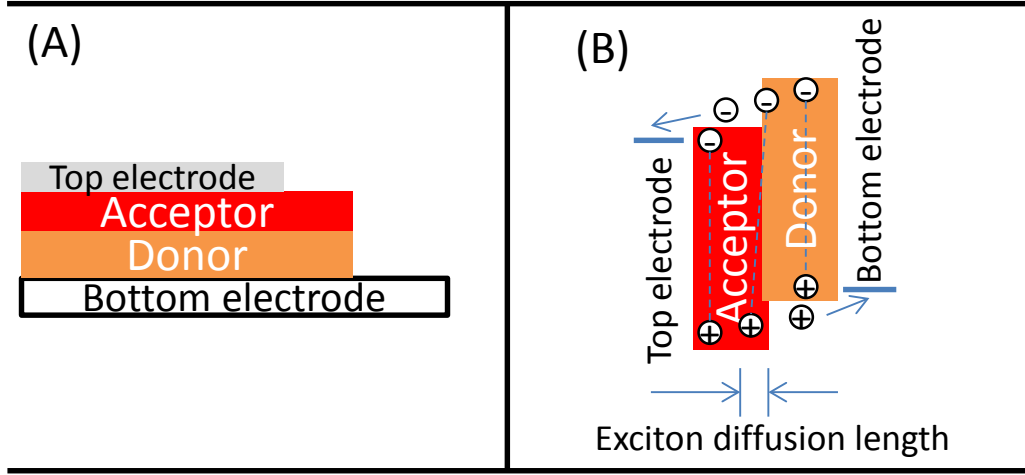 (A)
Top electrode
Acceptor
Donor
Bottom electrode
(B)
Top electrode
Acceptor
Donor
Bottom electrode
-
-
-
-
+
+
+
+
Exciton diffusion length